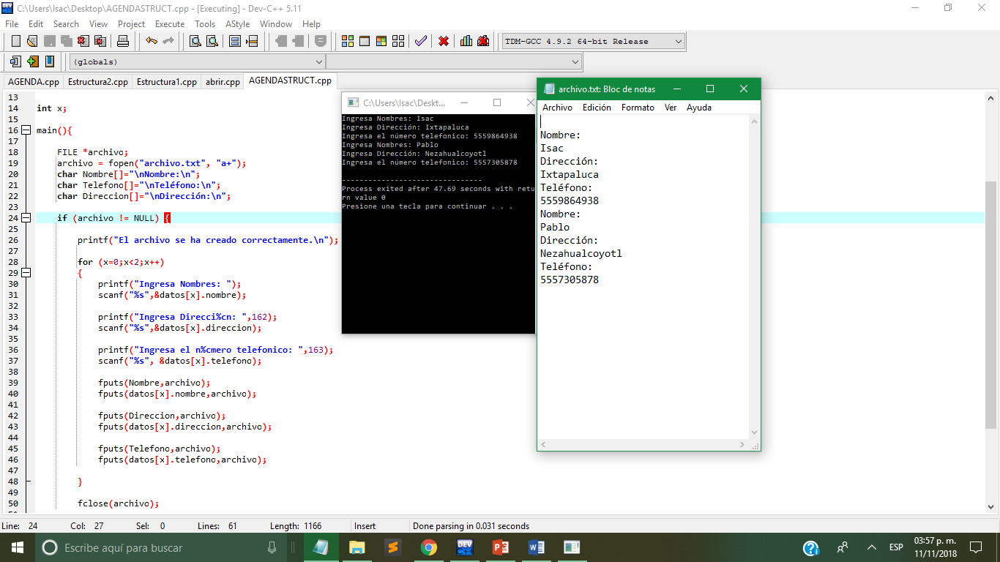 C:\Users\Isac\Desktop\AGENDASTRUCT.cpp - [Executing] - Dev-C++ 5.11
File Edit Search View Project Execute Tools AStyle Window Help
TDM-GCC 4.9.2 64-bit Release
(globals)
AGENDA.cpp Estructura2.cpp Estructura1.cpp abrir.cpp AGENDASTRUCT.cpp
13
14 int x;
15
16 main(){
17
18 FILE *archivo;
19 archivo = fopen("archivo.txt", "a+");
20 char Nombre[]="\nNombre:\n";
21 char Telefono[]="\nTeléfono:\n";
22 char Direccion[]="\nDirección:\n";
23
24 if (archivo != NULL) {
25
26 printf("El archivo se ha creado correctamente.\n");
27
28 for (x=0;x<2;x++)
29 {
30 printf("Ingresa Nombres: ");
31 scanf("%s",&datos[x].nombre);
32
33 printf("Ingresa Direcci%cn: ",162);
34 scanf("%s",&datos[x].direccion);
35
36 printf("Ingresa el n%cmero telefonico: ",163);
37 scanf("%s", &datos[x].telefono);
38
39 fputs(Nombre,archivo);
40 fputs(datos[x].nombre,archivo);
41
42 fputs(Direccion,archivo);
43 fputs(datos[x].direccion,archivo);
44
45 fputs(Telefono,archivo);
46 fputs(datos[x].telefono,archivo);
47
48 }
49
50 fclose(archivo);
C:\Users\Isac\Deskt...
Ingresa Nombres: Isac
Ingresa Dirección: Ixtapaluca
Ingresa el número telefonico: 5559864938
Ingresa Nombres: Pablo
Ingresa Dirección: Nezahualcoyotl
Ingresa el número telefonico: 5557305878
--------------------------------
Process exited after 47.69 seconds with retu
rn value 0
Presione una tecla para continuar . . .
archivo.txt: Bloc de notas
Archivo Edición Formato Ver Ayuda
Nombre:
Isac
Dirección:
Ixtapaluca
Teléfono:
5559864938
Nombre:
Pablo
Dirección:
Nezahualcoyotl
Teléfono:
5557305878
Line: 24 Col: 27 Sel: 0 Lines: 61 Length: 1166 Insert Done parsing in 0.031 seconds
Escribe aquí para buscar
DEV
ESP
03:57 p. m.
11/11/2018